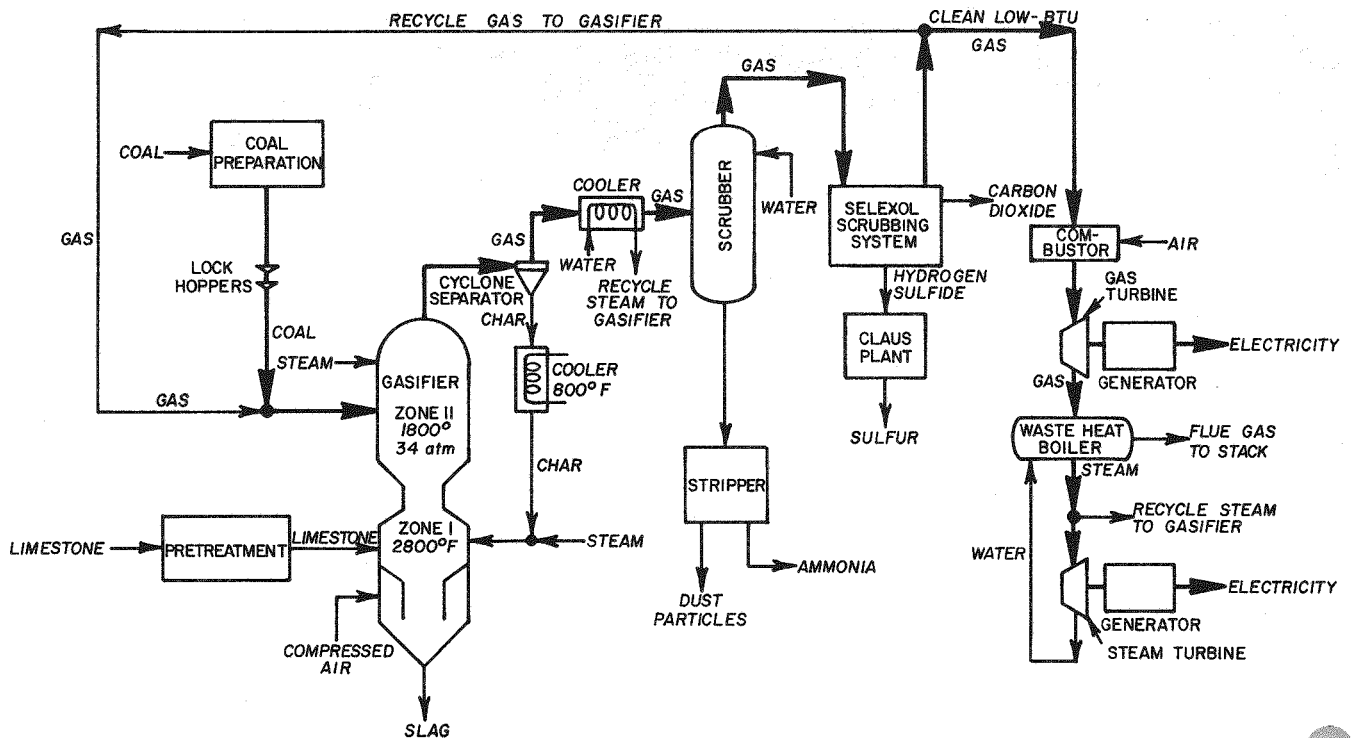 RECYCLE GAS TO GASIFIER
CLEAN LOW-BTU
GAS
GAS
COAL
COAL
PREPARATION
COOLER
GAS
SCRUBBER
WATER
SELEXOL
SCRUBBING
SYSTEM
CARBON
DIOXIDE
COM-
BUSTOR
AIR
GAS
GAS
LOCK
HOPPERS
WATER
RECYCLE
STEAM TO
GASIFIER
CYCLONE
SEPARATOR
HYDROGEN
SULFIDE
GAS
TURBINE
CHAR
COAL
STEAM
CLAUS
PLANT
ELECTRICITY
GENERATOR
GAS
GASIFIER
COOLER
800°F
GAS
ZONE II
1800°
34 atm
SULFUR
WASTE HEAT
BOILER
FLUE GAS
TO STACK
STEAM
CHAR
STRIPPER
RECYCLE STEAM
TO GASIFIER
LIMESTONE
PRETREATMENT
LIMESTONE
ZONE I
2800°F
STEAM
WATER
AMMONIA
ELECTRICITY
DUST
PARTICLES
GENERATOR
STEAM TURBINE
COMPRESSED
AIR
SLAG